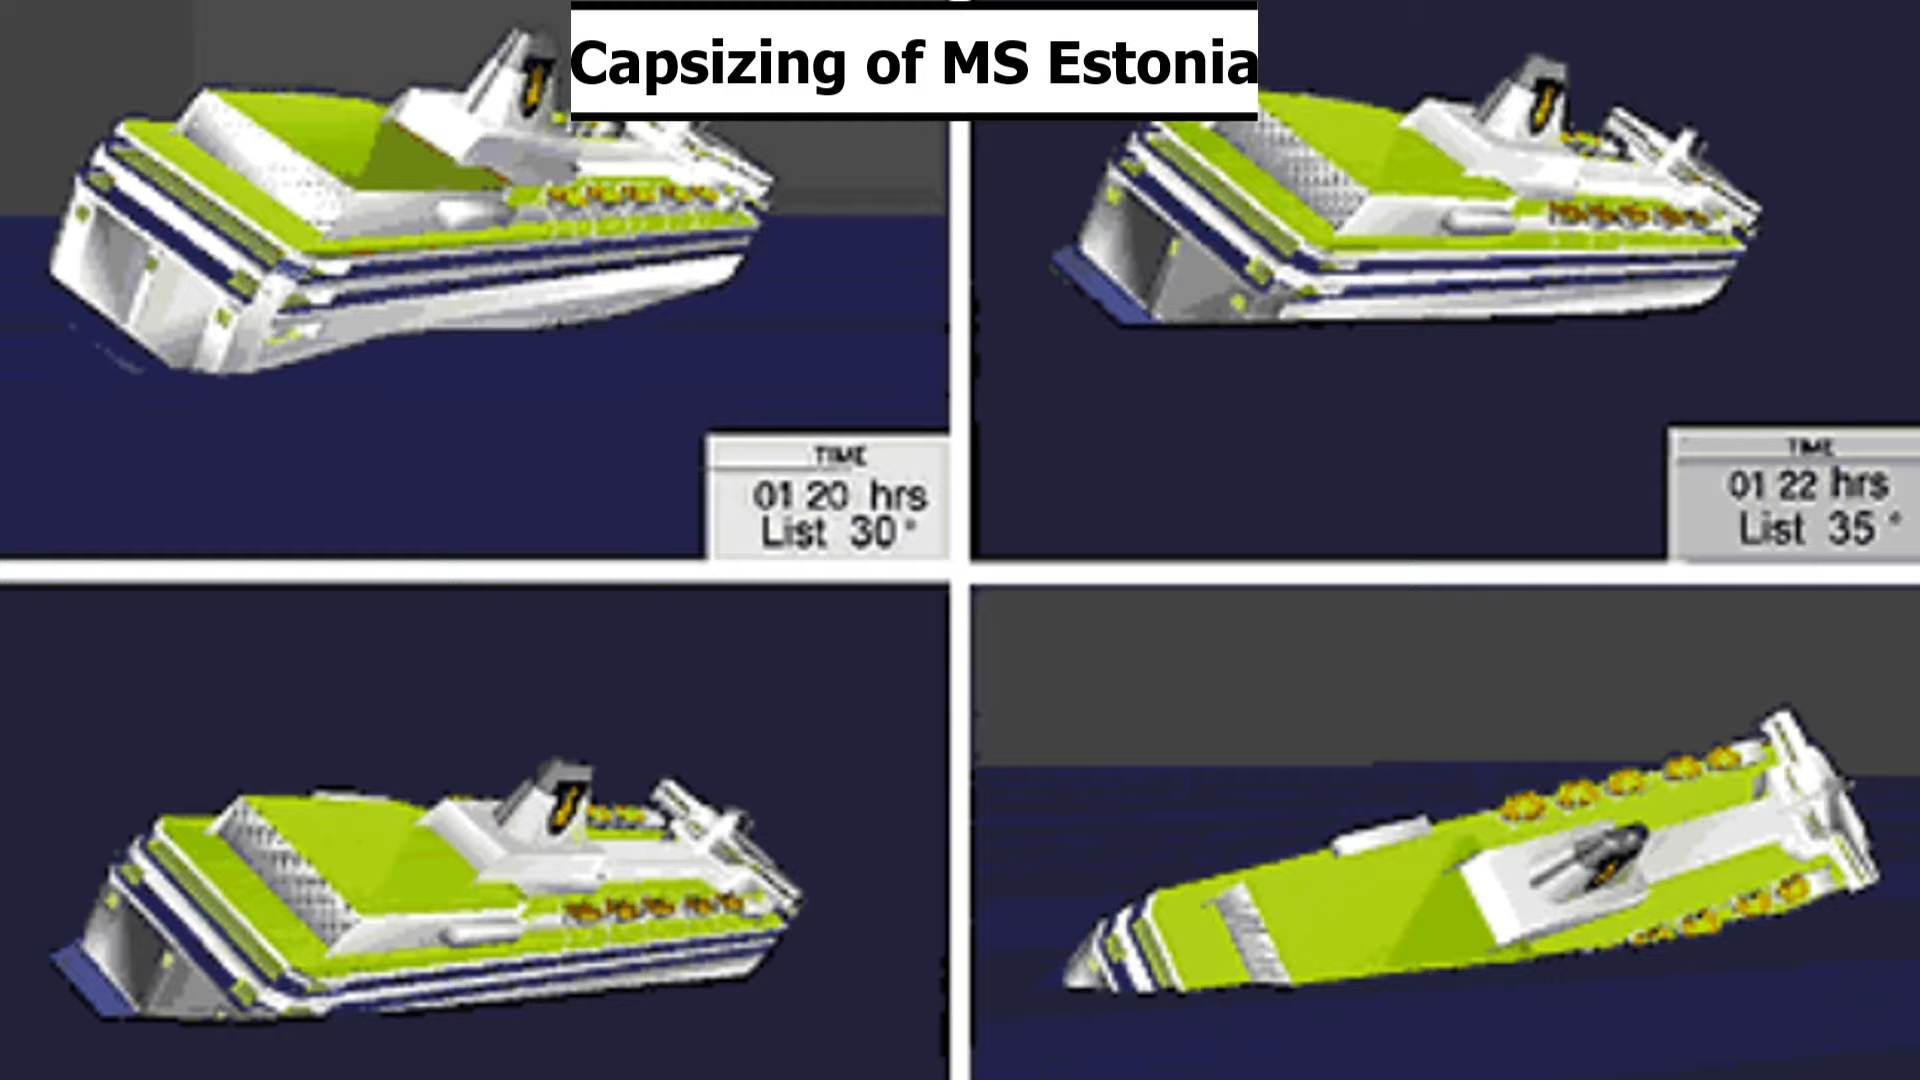 Capsizing of MS Estonia
TIME
01 20 hrs
List 30°
TIME
01 22 hrs
List 35°